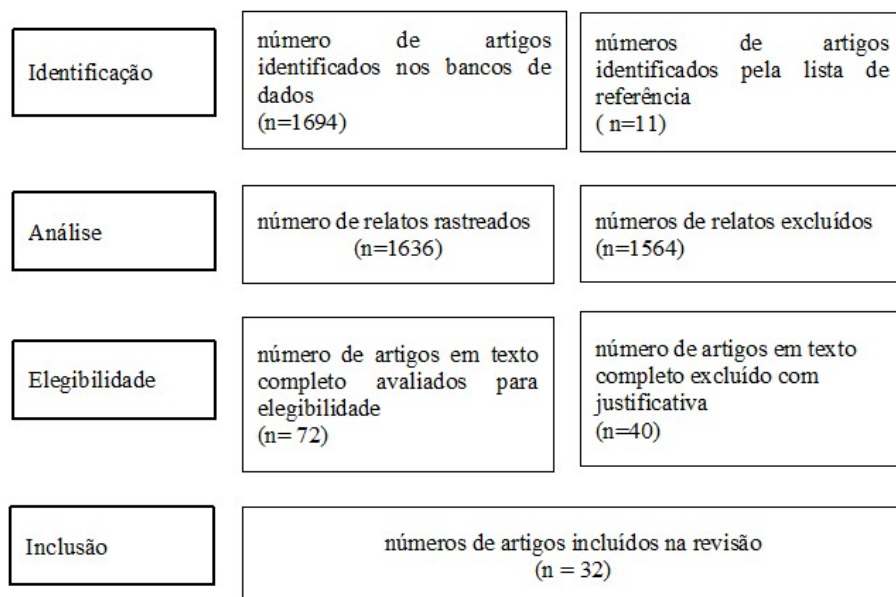 Identificação
número de artigos
identificados nos bancos de
dados
(n=1694)
números de artigos
identificados pela lista de
referência
( n=11)
Análise
número de relatos rastreados
(n=1636)
números de relatos excluídos
(n=1564)
Elegibilidade
número de artigos em texto
completo avaliados para
elegibilidade
(n= 72)
número de artigos em texto
completo excluído com
justificativa
(n=40)
Inclusão
números de artigos incluídos na revisão
(n = 32)